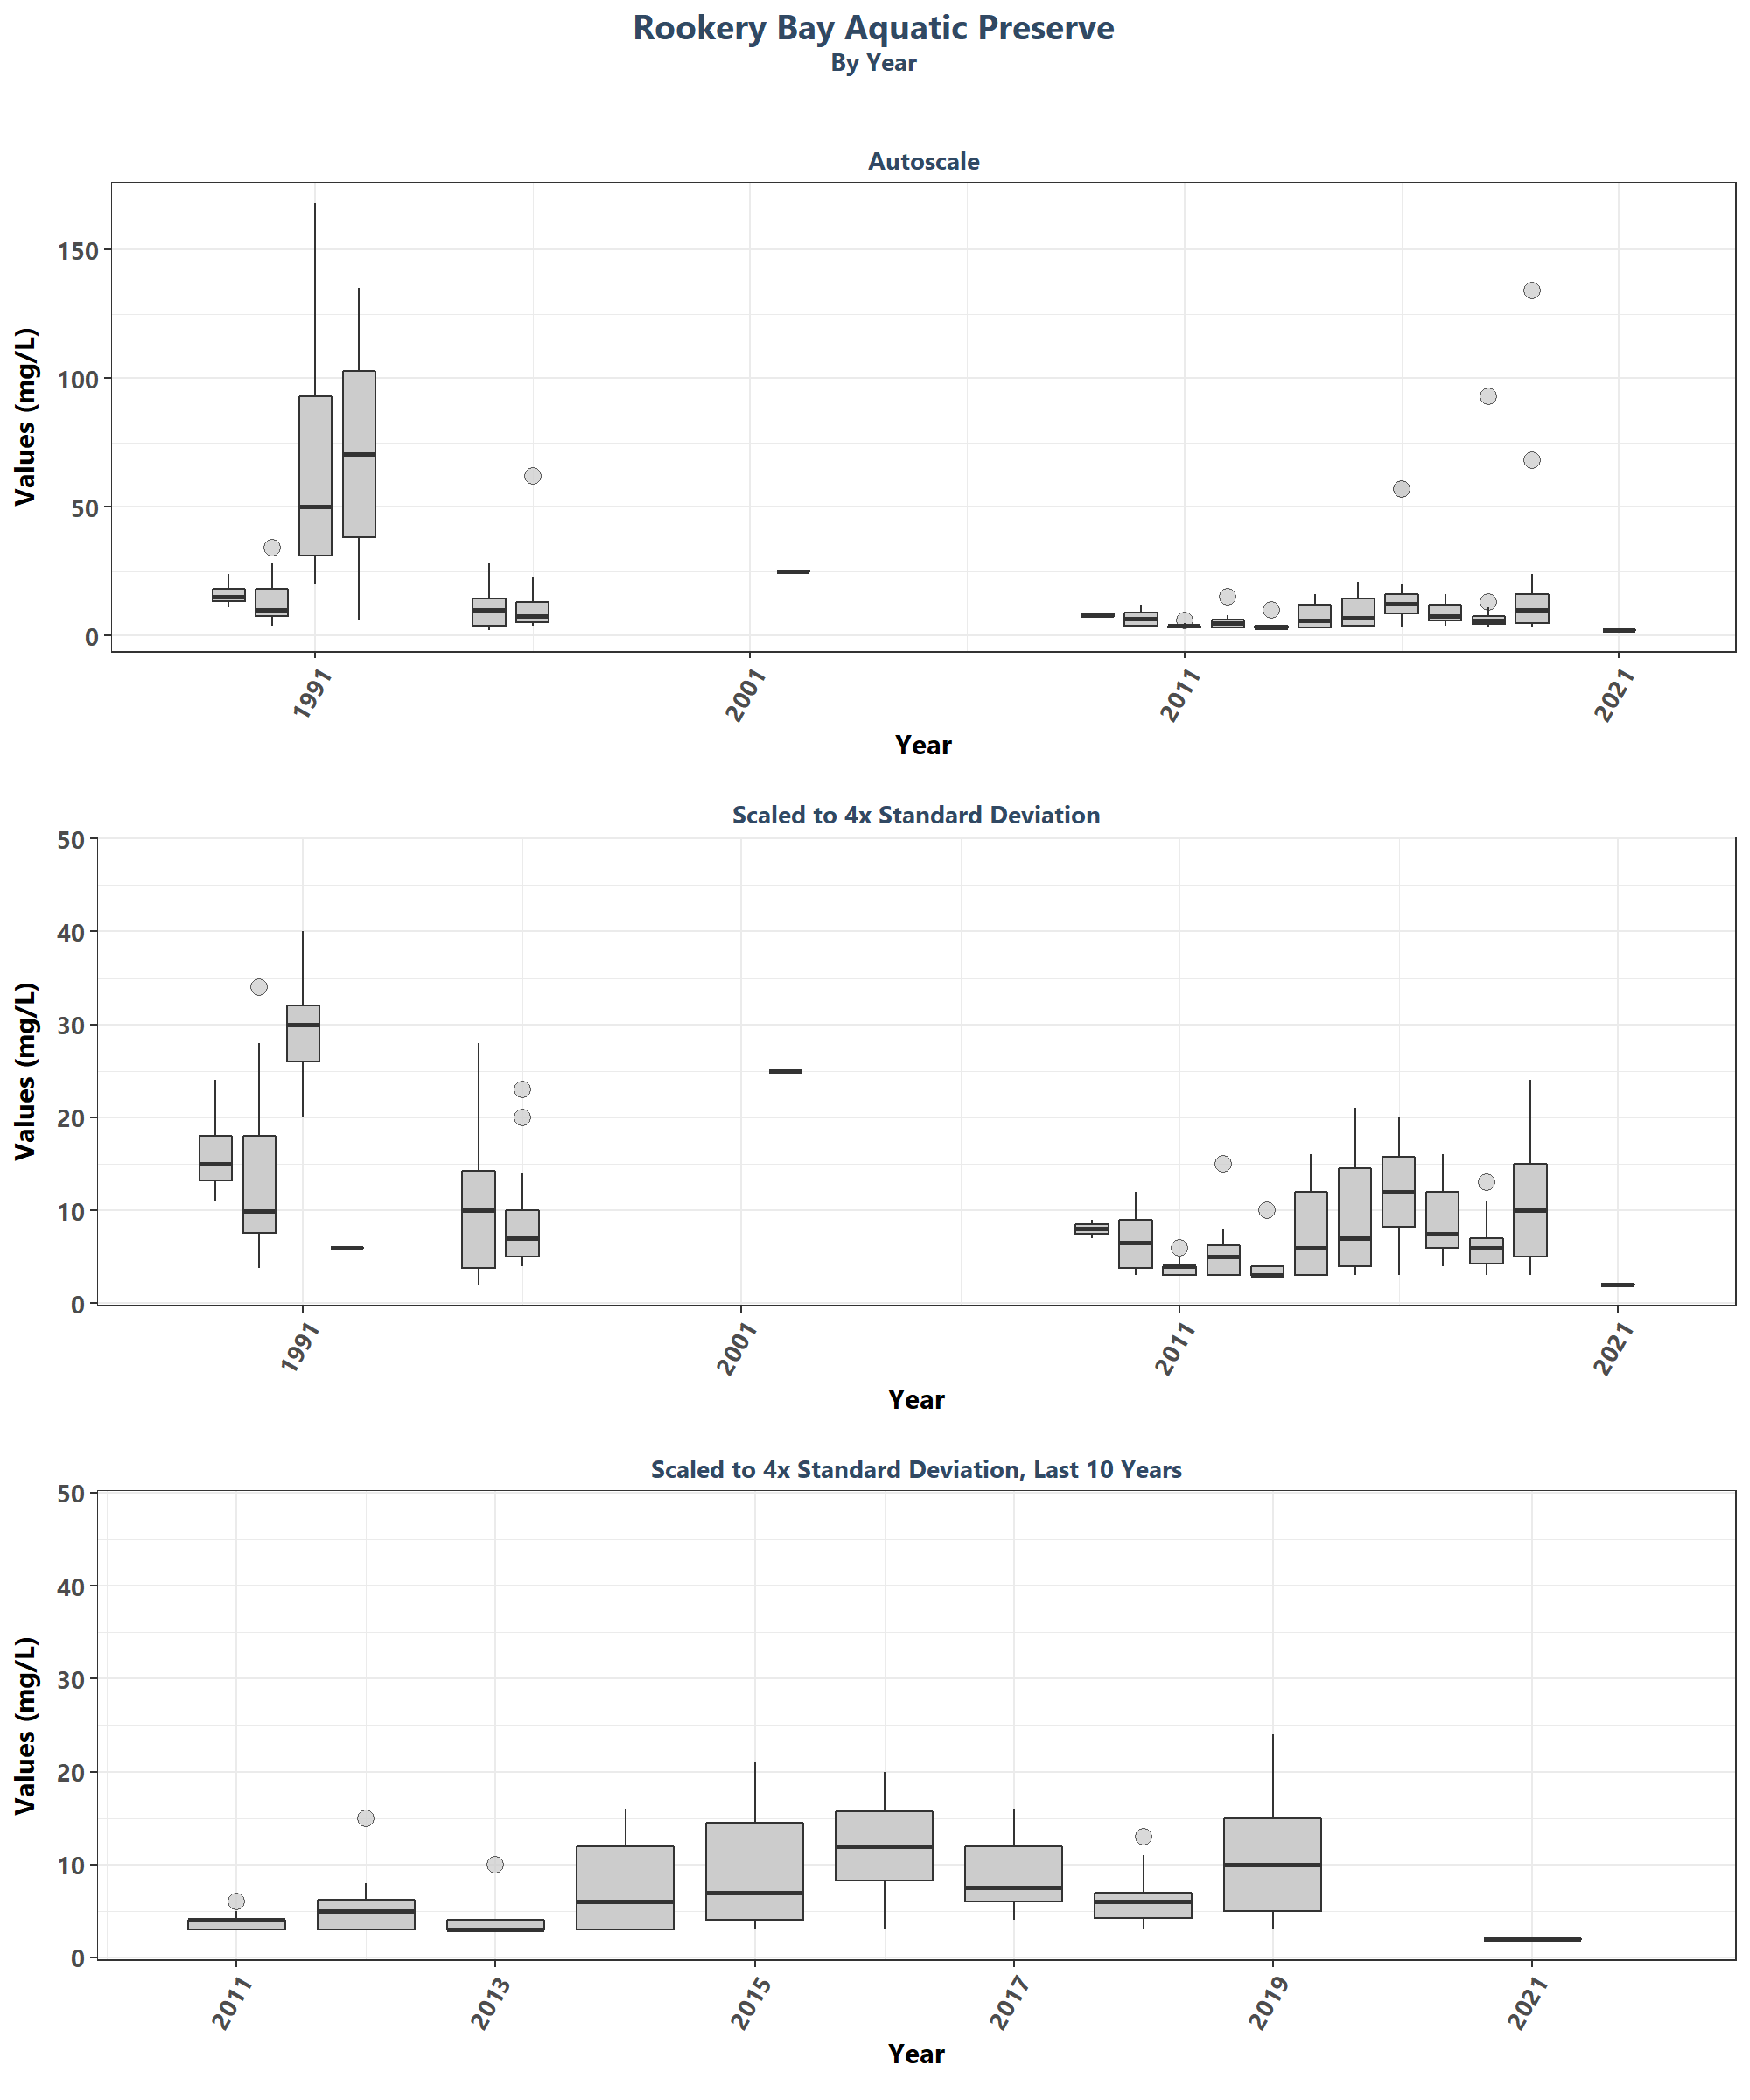 Rookery Bay Aquatic Preserve
By Year
Autoscale
Values (mg/L)
150
100
50
0
1991
2001
2011
2021
Year
Scaled to 4x Standard Deviation
Values (mg/L)
50
40
30
20
10
0
1991
2001
2011
2021
Year
Scaled to 4x Standard Deviation, Last 10 Years
Values (mg/L)
50
40
30
20
10
0
2011
2013
2015
2017
2019
2021
Year